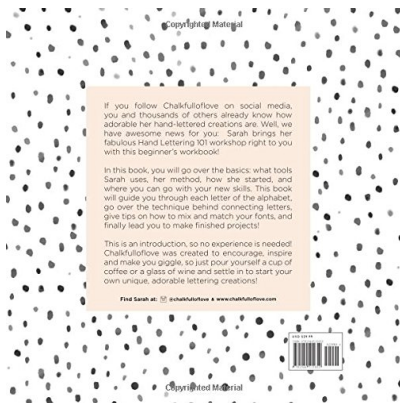 Copyrighted Material
If you follow Chalkfulloflove on social media,
you and thousands of others already know how
adorable her hand-lettered creations are. Well, we
have awesome news for you: Sarah brings her
fabulous Hand Lettering 101 workshop right to you
with this beginner's workbook!
In this book, you will go over the basics: what tools
Sarah uses, her method, how she started, and
where you can go with your new skills. This book
will guide you through each letter of the alphabet,
go over the technique behind connecting letters,
give tips on how to mix and match your fonts, and
finally lead you to make finished projects!
This is an introduction, so no experience is needed!
Chalkfulloflove was created to encourage, inspire
and make you giggle, so just pour yourself a cup of
coffee or a glass of wine and settle in to start your
own unique, adorable lettering creations!
Find Sarah at: @chalkfulloflove & www.chalkfulloflove.com
Copyrighted Material